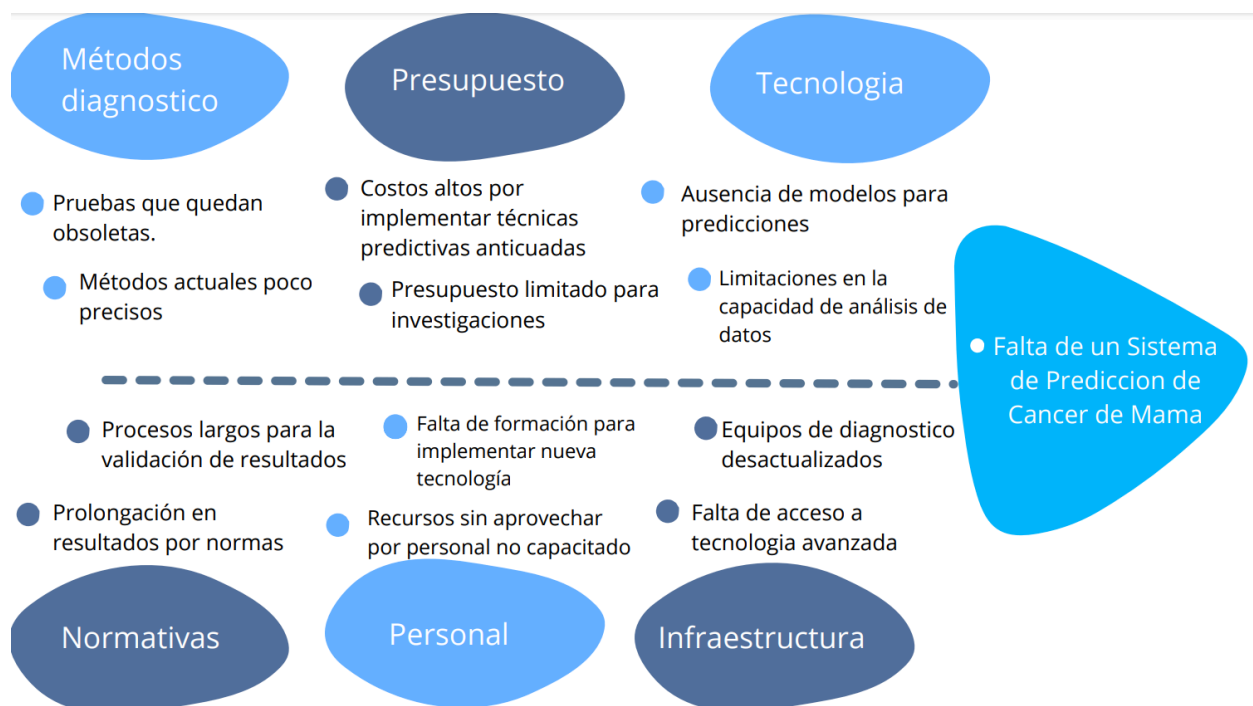 Métodos
diagnostico
Presupuesto
Tecnologia
Pruebas que quedan
obsoletas.
Métodos actuales poco
precisos
Costos altos por
implementar técnicas
predictivas anticuadas
Presupuesto limitado para
investigaciones
Ausencia de modelos para
predicciones
Limitaciones en la
capacidad de análisis de
datos
Falta de un Sistema
de Prediccion de
Cancer de Mama
Procesos largos para la
validación de resultados
Prolongación en
resultados por normas
Falta de formación para
implementar nueva
tecnología
Recursos sin aprovechar
por personal no capacitado
Equipos de diagnostico
desactualizados
Falta de acceso a
tecnologia avanzada
Normativas
Personal
Infraestructura